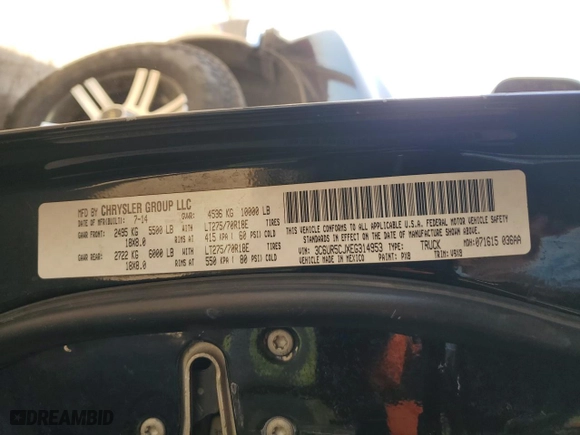 MFD BY CHRYSLER GROUP LLC
DATE OF MFR(BUILT): 7-14 GVWR: 4536 KG 10000 LB
GAWR FRONT: 2495 KG 5500 LB LT275/70R18E TIRES
18X8.0 RIMS AT 415 KPA ( 60 PSI) COLD
GAWR REAR: 2722 KG 6000 LB LT275/70R18E TIRES
18X8.0 RIMS AT 550 KPA ( 80 PSI) COLD
THIS VEHICLE CONFORMS TO ALL APPLICABLE U.S.A. FEDERAL MOTOR VEHICLE SAFETY
STANDARDS IN EFFECT ON THE DATE OF MANUFACTURE SHOWN ABOVE.
VIN: 3C6UR5CJXEG314953 TYPE: TRUCK MDH:071615 036AA
VEHICLE MADE IN MEXICO PAINT: PX8 TRIM: V9X8
DREAMBID